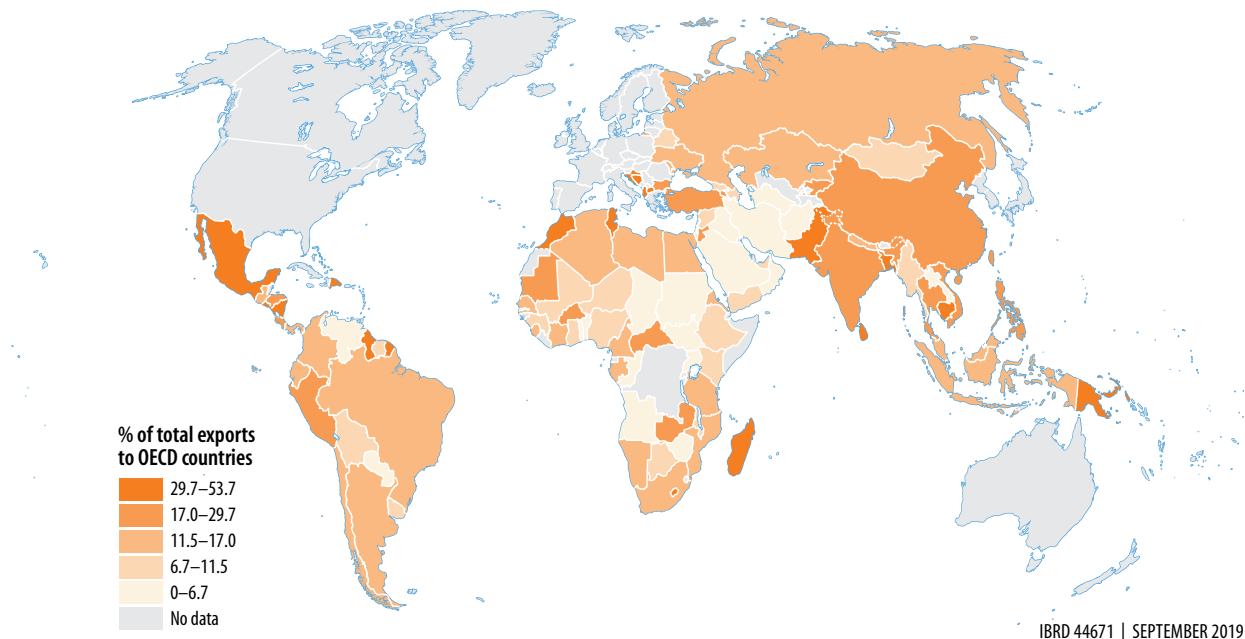 % of total exports
to OECD countries
29.7–53.7
17.0–29.7
11.5–17.0
6.7–11.5
0–6.7
No data
IBRD 44671 | SEPTEMBER 2019